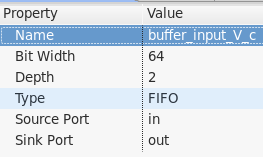 Property Value
Name buffer_input_V_c
Bit Width 64
Depth 2
Type FIFO
Source Port in
Sink Port out